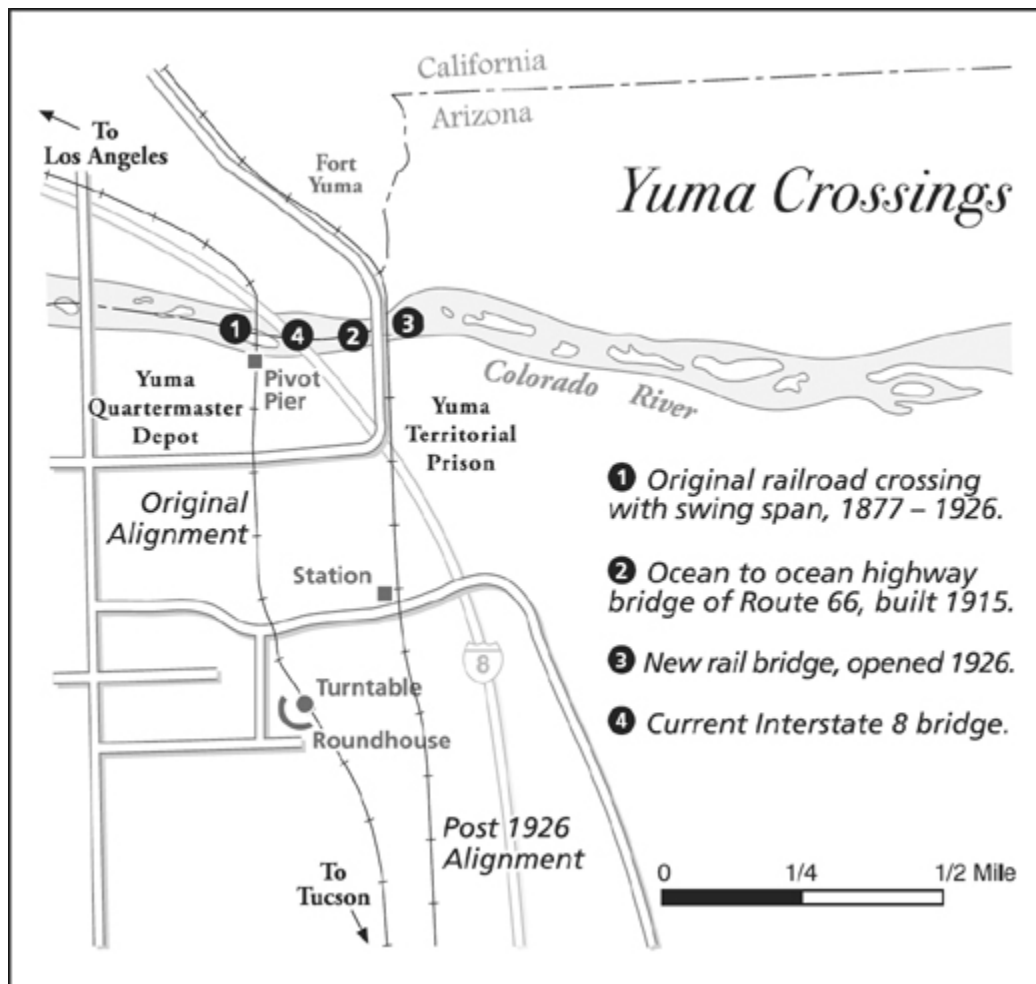 California
Arizona
To
Los Angeles
Fort
Yuma
Yuma Crossings
1
4
2
3
Colorado River
Pivot
Pier
Yuma
Quartermaster
Depot
Yuma
Territorial
Prison
Original
Alignment
Station
8
Turntable
Roundhouse
Post 1926
Alignment
To
Tucson
1 Original railroad crossing
with swing span, 1877 – 1926.
2 Ocean to ocean highway
bridge of Route 66, built 1915.
3 New rail bridge, opened 1926.
4 Current Interstate 8 bridge.
0 1/4 1/2 Mile